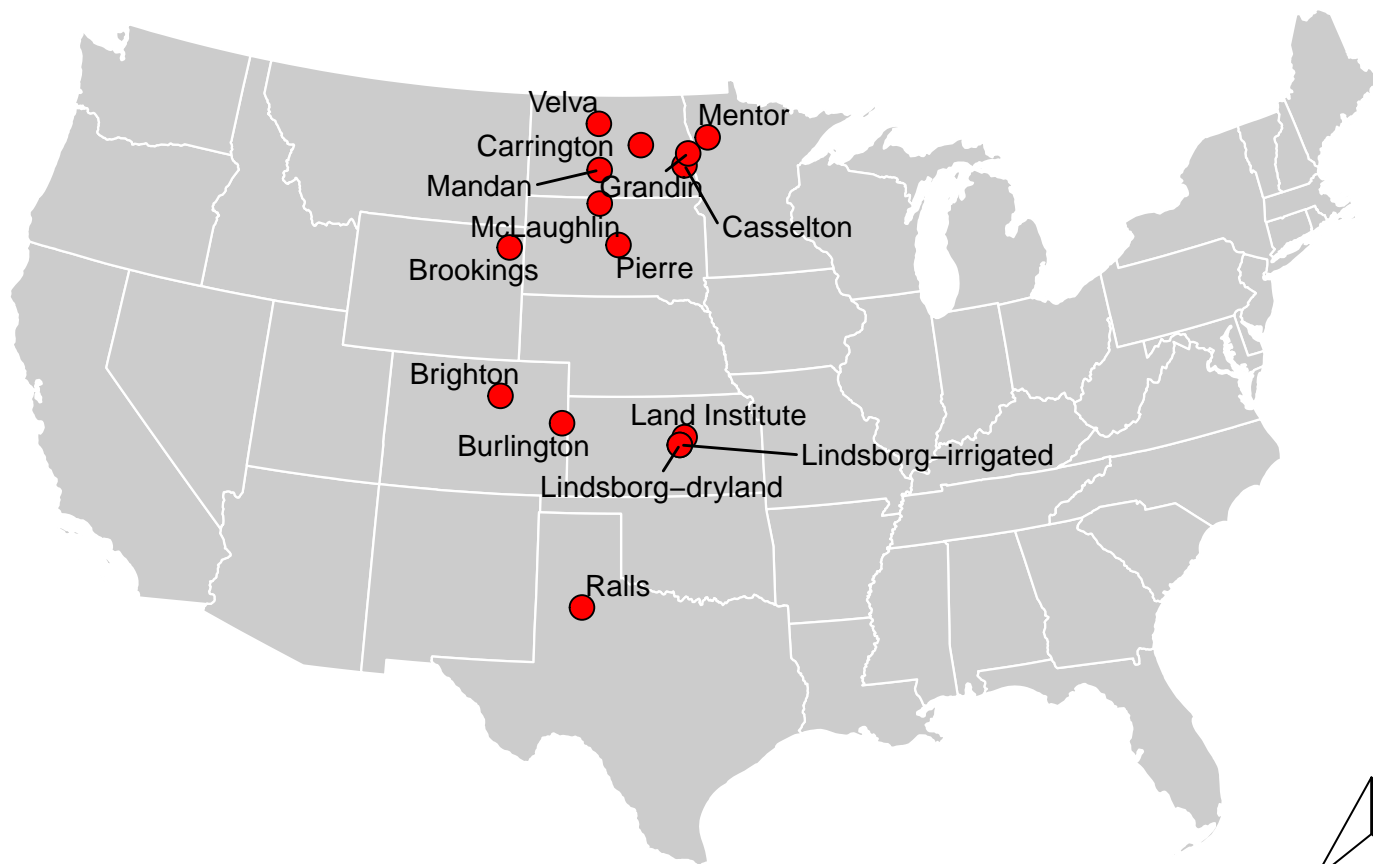 Velva
Mentor
Carrington
Mandan
Grandin
McLaughlin
Casselton
Brookings
Pierre
Brighton
Land Institute
Burlington
Lindsborg−irrigated
Lindsborg−dryland
Ralls